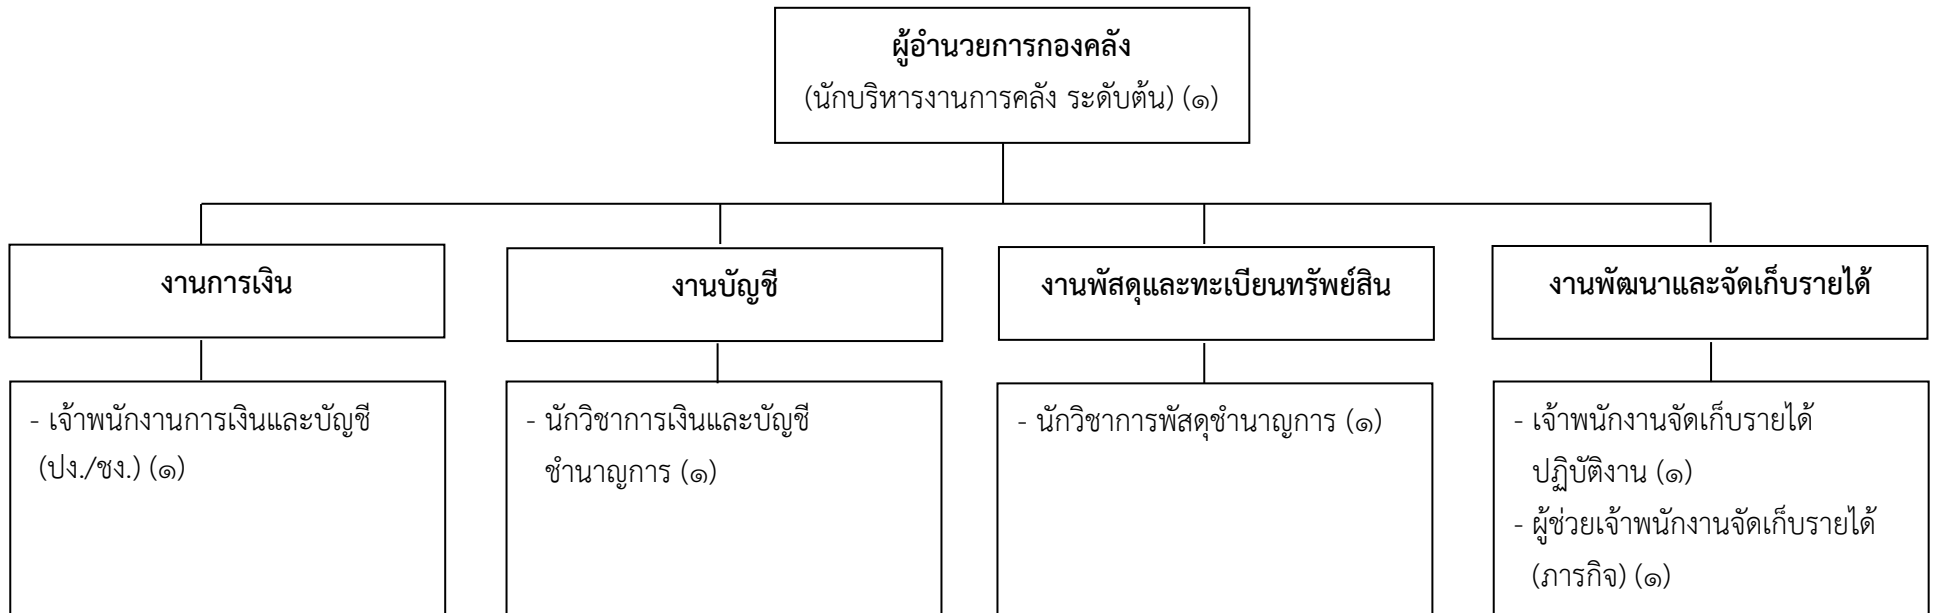 ผู้อำนวยการกองคลัง
(นักบริหารงานการคลัง ระดับต้น) (๑)
งานการเงิน
งานบัญชี
งานพัสดุและทะเบียนทรัพย์สิน
งานพัฒนาและจัดเก็บรายได้
- เจ้าพนักงานการเงินและบัญชี
(ปง./ชง.) (๑)
- นักวิชาการเงินและบัญชี
ชำนาญการ (๑)
- นักวิชาการพัสดุชำนาญการ (๑)
- เจ้าพนักงานจัดเก็บรายได้
ปฏิบัติงาน (๑)
- ผู้ช่วยเจ้าพนักงานจัดเก็บรายได้
(ภารกิจ) (๑)